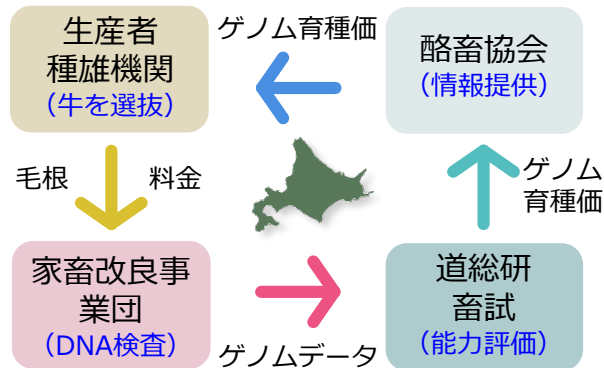 生産者
種雄機関
（牛を選抜）
ゲノム育種価
酪畜協会
（情報提供）
毛根
料金
ゲノム
育種価
家畜改良事
業団
（DNA検査）
ゲノムデータ
道総研
畜試
（能力評価）